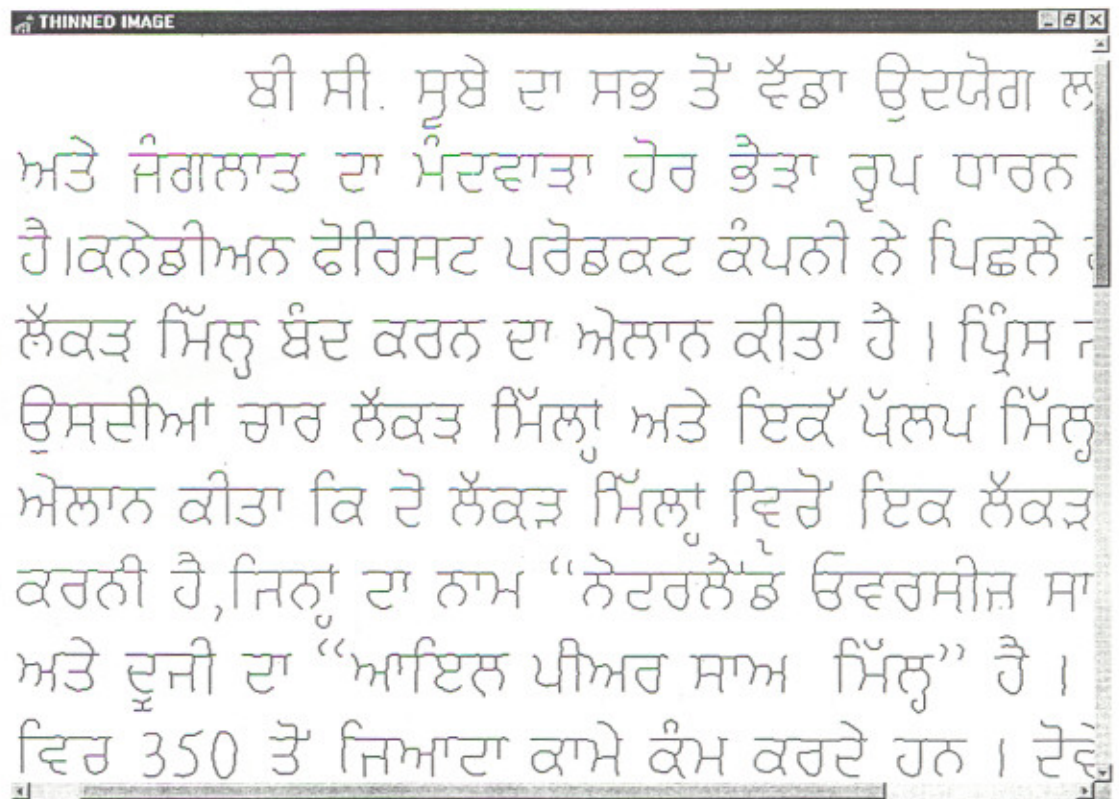 THINNED IMAGE
ਬੀ ਸੀ. ਸੂਬੇ ਦਾ ਸਭ ਤੋਂ ਵੱਡਾ ਉਦਯੋਗ
ਅਤੇ ਜੰਗਲਾਤ ਦਾ ਮੰਦਵਾੜਾ ਹੋਰ ਭੈੜਾ ਰੂਪ ਧਾਰਨ
ਹੈ।ਕਨੇਡੀਅਨ ਫੋਰਿਸਟ ਪਰੋਡਕਟ ਕੰਪਨੀ ਨੇ ਪਿਛਲੇ
ਲੱਕੜ ਮਿੱਲ੍ਹ ਬੰਦ ਕਰਨ ਦਾ ਐਲਾਨ ਕੀਤਾ ਹੈ । ਪ੍ਰਿੰਸ
ਉਸਦੀਆਂ ਚਾਰ ਲੱਕੜ ਮਿੱਲ੍ਹਾਂ ਅਤੇ ਇਕੱ ਪੱਲਪ ਮਿੱਲ੍ਹ
ਐਲਾਨ ਕੀਤਾ ਕਿ ਦੋ ਲੱਕੜ ਮਿੱਲ੍ਹਾਂ ਵਿਚੋਂ ਇਕ ਲੱਕੜ
ਕਰਨੀ ਹੈ,ਜਿਨ੍ਹਾਂ ਦਾ ਨਾਮ “ਨੇਟਰਲੈਂਡ ਓਵਰਸੀਜ਼ ਸਾ
ਅਤੇ ਦੂਜੀ ਦਾ “ਆਇਲ ਪੀਅਰ ਸਾਅ ਮਿੱਲ੍ਹ” ਹੈ ।
ਵਿਚ 350 ਤੋਂ ਜਿਆਟਾ ਕਾਮੇ ਕੰਮ ਕਰਦੇ ਹਨ ।